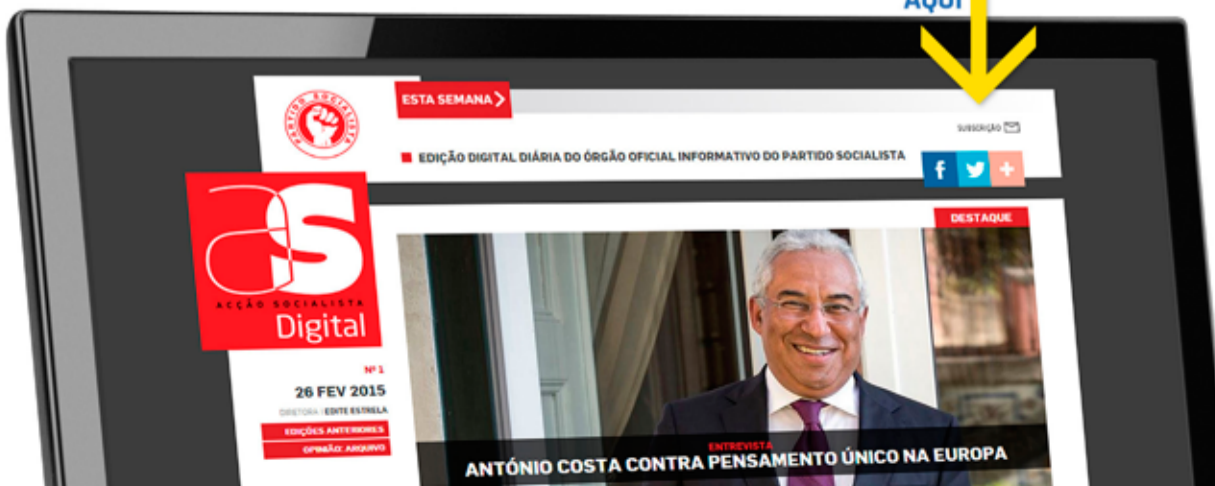 AQUI
ESTA SEMANA
SUBSCRIÇÃO
PARTIDO SOCIALISTA
EDIÇÃO DIGITAL DIÁRIA DO ÓRGÃO OFICIAL INFORMATIVO DO PARTIDO SOCIALISTA
DESTAQUE
aS
ACÇÃO SOCIALISTA
Digital
Nº 1
26 FEV 2015
DIRETORA | EDITE ESTRELA
EDIÇÕES ANTERIORES
OPINIÃO: ARQUIVO
ENTREVISTA
ANTÓNIO COSTA CONTRA PENSAMENTO ÚNICO NA EUROPA